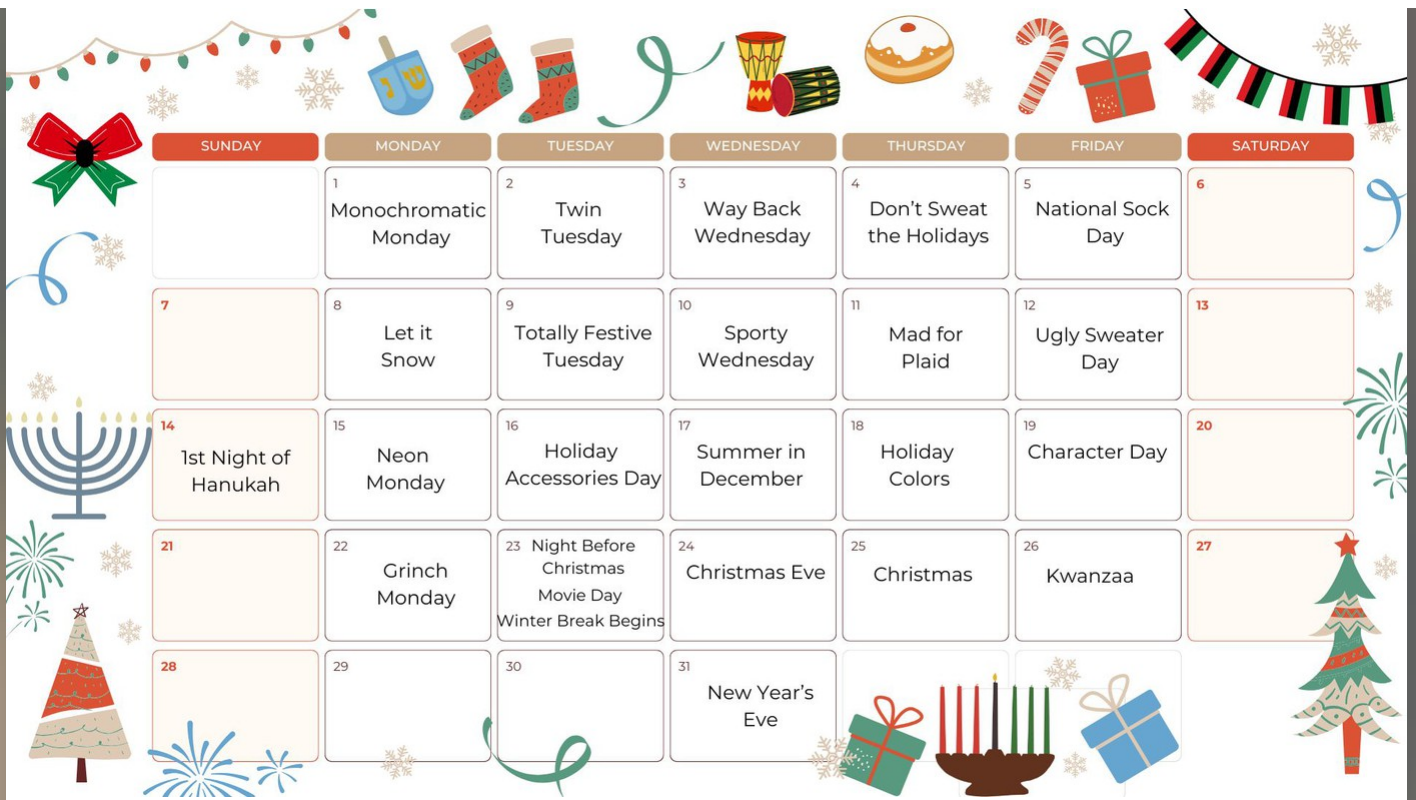 SUNDAY MONDAY TUESDAY WEDNESDAY THURSDAY FRIDAY SATURDAY
1
Monochromatic
Monday
2
Twin
Tuesday
3
Way Back
Wednesday
4
Don't Sweat
the Holidays
5
National Sock
Day
6
7
8
Let it
Snow
9
Totally Festive
Tuesday
10
Sporty
Wednesday
11
Mad for
Plaid
12
Ugly Sweater
Day
13
14
1st Night of
Hanukah
15
Neon
Monday
16
Holiday
Accessories Day
17
Summer in
December
18
Holiday
Colors
19
Character Day
20
21
22
Grinch
Monday
23 Night Before
Christmas
Movie Day
Winter Break Begins
24
Christmas Eve
25
Christmas
26
Kwanzaa
27
28
29
30
31
New Year's
Eve